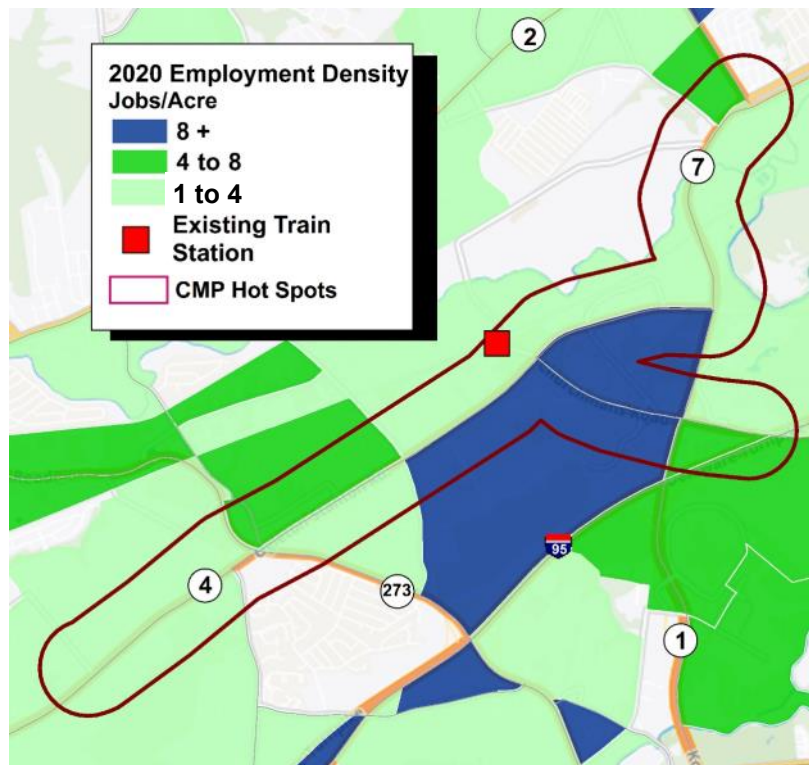 2
2020 Employment Density
Jobs/Acre
8 +
4 to 8
1 to 4
Existing Train
Station
CMP Hot Spots
7
95
4
273
1